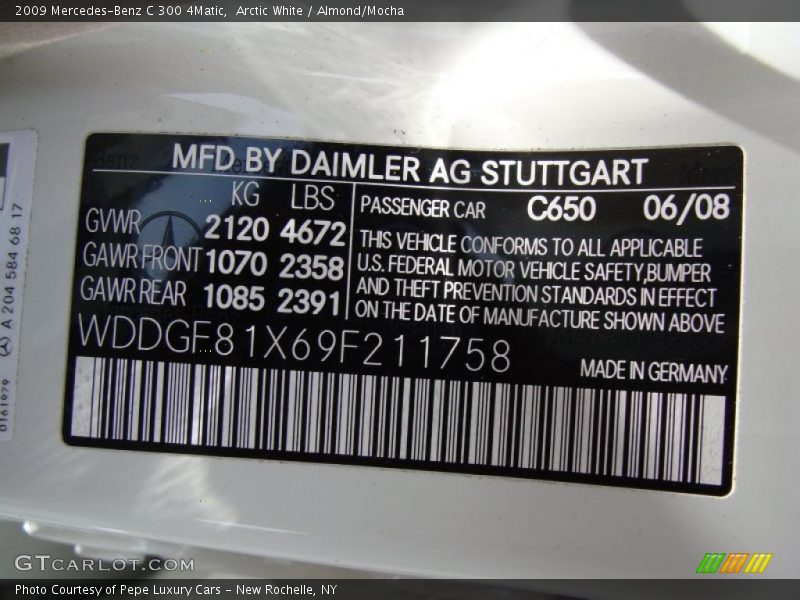 2009 Mercedes-Benz C 300 4Matic, Arctic White / Almond/Mocha
MFD BY DAIMLER AG STUTTGART
KG LBS
GVWR 2120 4672
GAWR FRONT 1070 2358
GAWR REAR 1085 2391
PASSENGER CAR C650 06/08
THIS VEHICLE CONFORMS TO ALL APPLICABLE
U.S. FEDERAL MOTOR VEHICLE SAFETY,BUMPER
AND THEFT PREVENTION STANDARDS IN EFFECT
ON THE DATE OF MANUFACTURE SHOWN ABOVE
WDDGF81X69F211758
MADE IN GERMANY
A 204 584 68 17
0161979
GTCARLOT.COM
Photo Courtesy of Pepe Luxury Cars - New Rochelle, NY